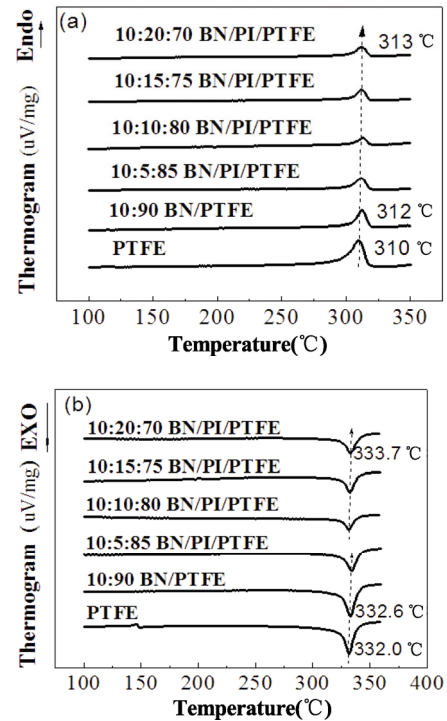 (a)
Endo
Thermogram (uV/mg)
10:20:70 BN/PI/PTFE
313 ℃
10:15:75 BN/PI/PTFE
10:10:80 BN/PI/PTFE
10:5:85 BN/PI/PTFE
10:90 BN/PTFE
312 ℃
PTFE
310 ℃
100 150 200 250 300 350
Temperature(℃)
(b)
EXO
Thermogram (uV/mg)
10:20:70 BN/PI/PTFE
333.7 ℃
10:15:75 BN/PI/PTFE
10:10:80 BN/PI/PTFE
10:5:85 BN/PI/PTFE
10:90 BN/PTFE
332.6 ℃
PTFE
332.0 ℃
100 150 200 250 300 350 400
Temperature(℃)